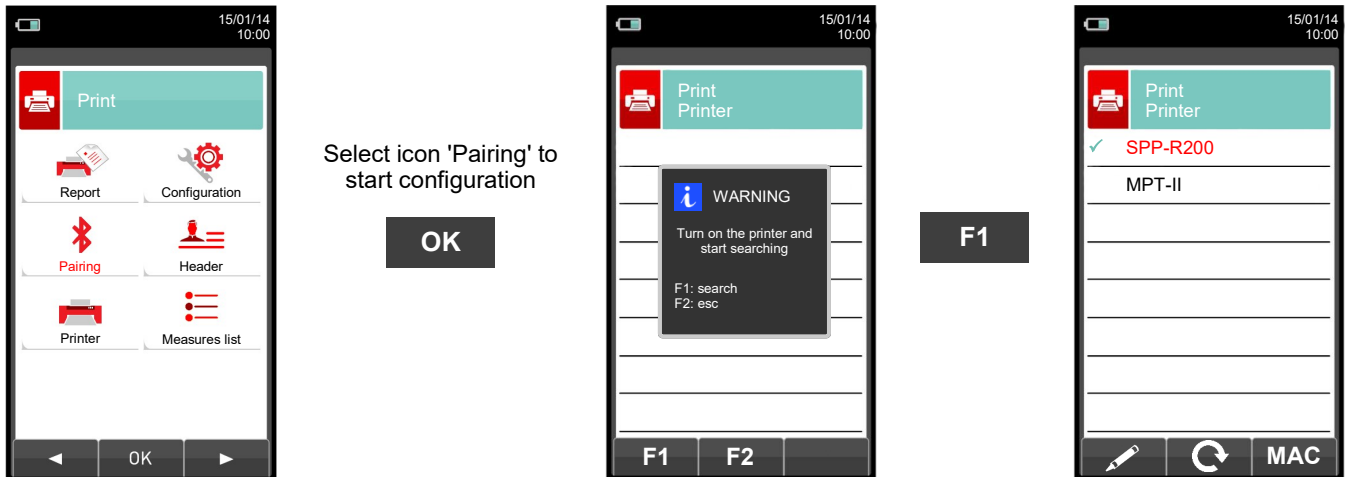 15/01/14
10:00
Print
Report
Configuration
Pairing
Header
Printer
Measures list
OK
Select icon 'Pairing' to
start configuration
OK
15/01/14
10:00
Print
Printer
WARNING
Turn on the printer and
start searching
F1: search
F2: esc
F1
F2
F1
15/01/14
10:00
Print
Printer
SPP-R200
MPT-II
MAC